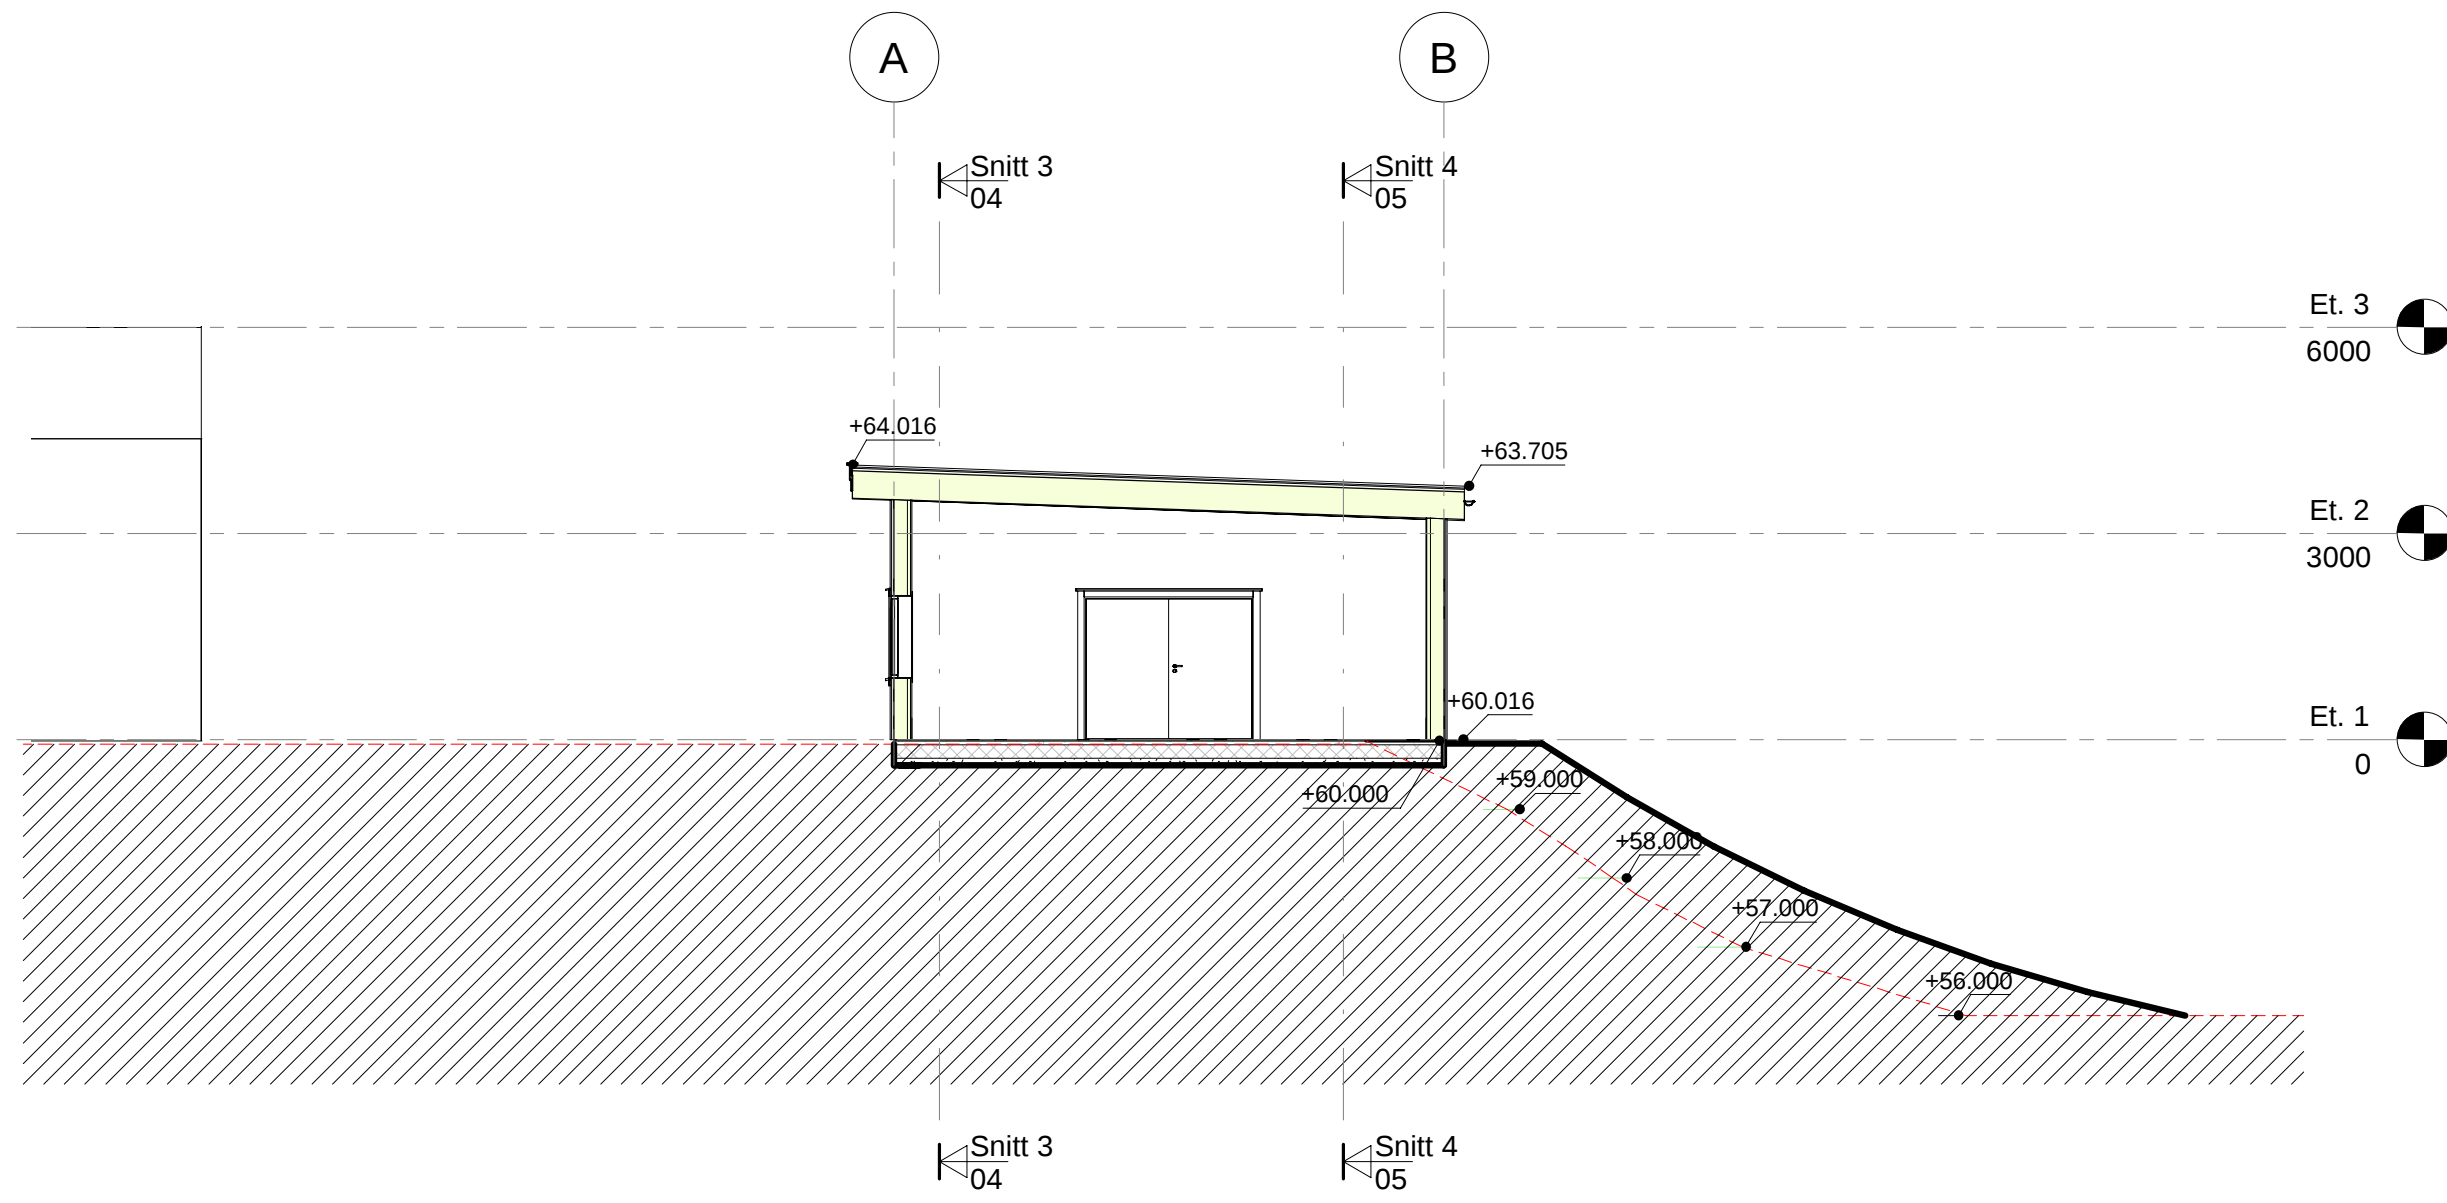 A
B
Snitt 3
04
Snitt 4
05
Et. 3
6000
+64.016
+63.705
Et. 2
3000
+60.016
Et. 1
0
+59.000
+60.000
+58.000
+57.000
+56.000
Snitt 3
04
Snitt 4
05